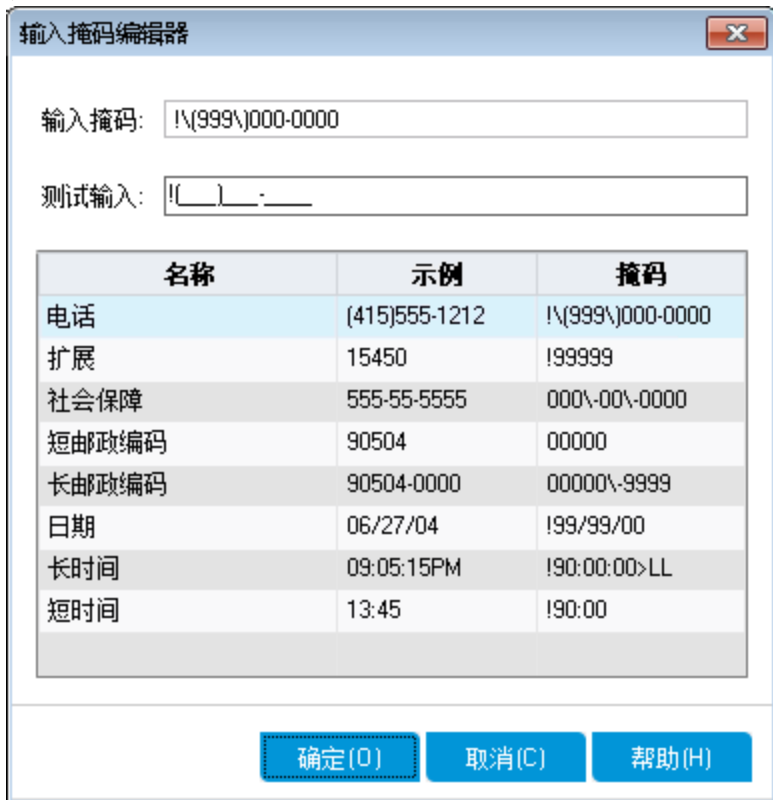 输入掩码编辑器
输入掩码: !\(999\)000-0000
测试输入: !(___)___-____
名称 示例 掩码
电话 (415)555-1212 !\(999\)000-0000
扩展 15450 !99999
社会保障 555-55-5555 000\-00\-0000
短邮政编码 90504 00000
长邮政编码 90504-0000 00000\-9999
日期 06/27/04 !99/99/00
长时间 09:05:15PM !90:00:00>LL
短时间 13:45 !90:00
确定(O) 取消(C) 帮助(H)